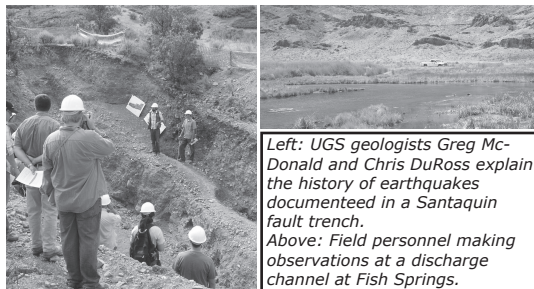 Left: UGS geologists Greg Mc-
Donald and Chris DuRoss explain
the history of earthquakes
documenteed in a Santaquin
fault trench.
Above: Field personnel making
observations at a discharge
channel at Fish Springs.